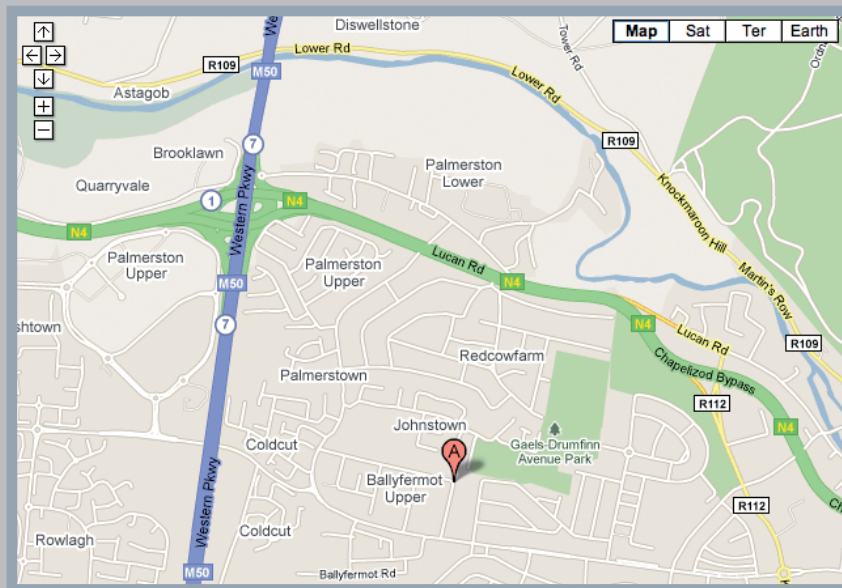 Diswellstone
We
Map Sat Ter Earth
Lower Rd
R109
M50
Lower Rd
Tower Rd
Ordna
Astagob
7
R109
Brooklawn
Palmerston
Lower
Quarryvale
1
N4
Western Pkwy
Knockmaroon Hill
N4
Palmerston
Upper
Palmerston
Upper
Lucan Rd
N4
M50
Martin's Row
7
N4
Lucan Rd
shtown
R109
Redcowfarm
Chapelizod Bypass
Palmerstown
R112
Johnstown
N4
Coldcut
A
Gaels-Drumfinn
Avenue Park
Ballyfermot
Upper
Western Pkwy
R112
Ch
Coldcut
Rowlagh
M50
Ballyfermot Rd